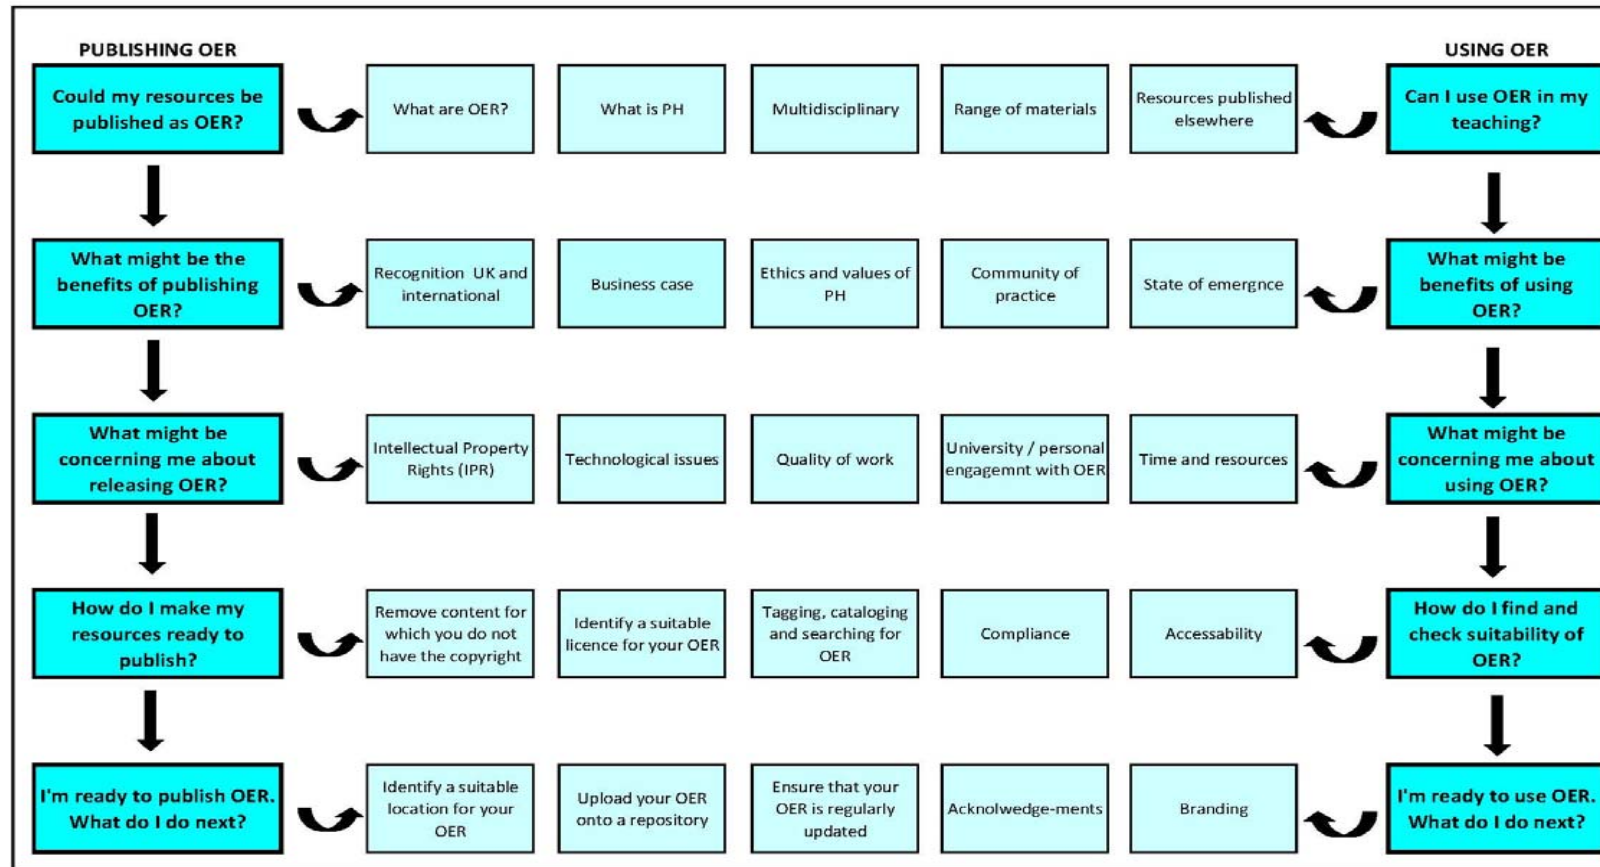 PUBLISHING OER
USING OER
Could my resources be
published as OER?
What are OER?
What is PH
Multidisciplinary
Range of materials
Resources published
elsewhere
Can I use OER in my
teaching?
What might be the
benefits of publishing
OER?
Recognition UK and
international
Business case
Ethics and values of
PH
Community of
practice
State of emergnce
What might be
benefits of using
OER?
What might be
concerning me about
releasing OER?
Intellectual Property
Rights (IPR)
Technological issues
Quality of work
University / personal
engagemnt with OER
Time and resources
What might be
concerning me about
using OER?
How do I make my
resources ready to
publish?
Remove content for
which you do not
have the copyright
Identify a suitable
licence for your OER
Tagging, cataloging
and searching for
OER
Compliance
Accessability
How do I find and
check suitability of
OER?
I'm ready to publish OER.
What do I do next?
Identify a suitable
location for your
OER
Upload your OER
onto a repository
Ensure that your
OER is regularly
updated
Acknolwedge-ments
Branding
I'm ready to use OER.
What do I do next?